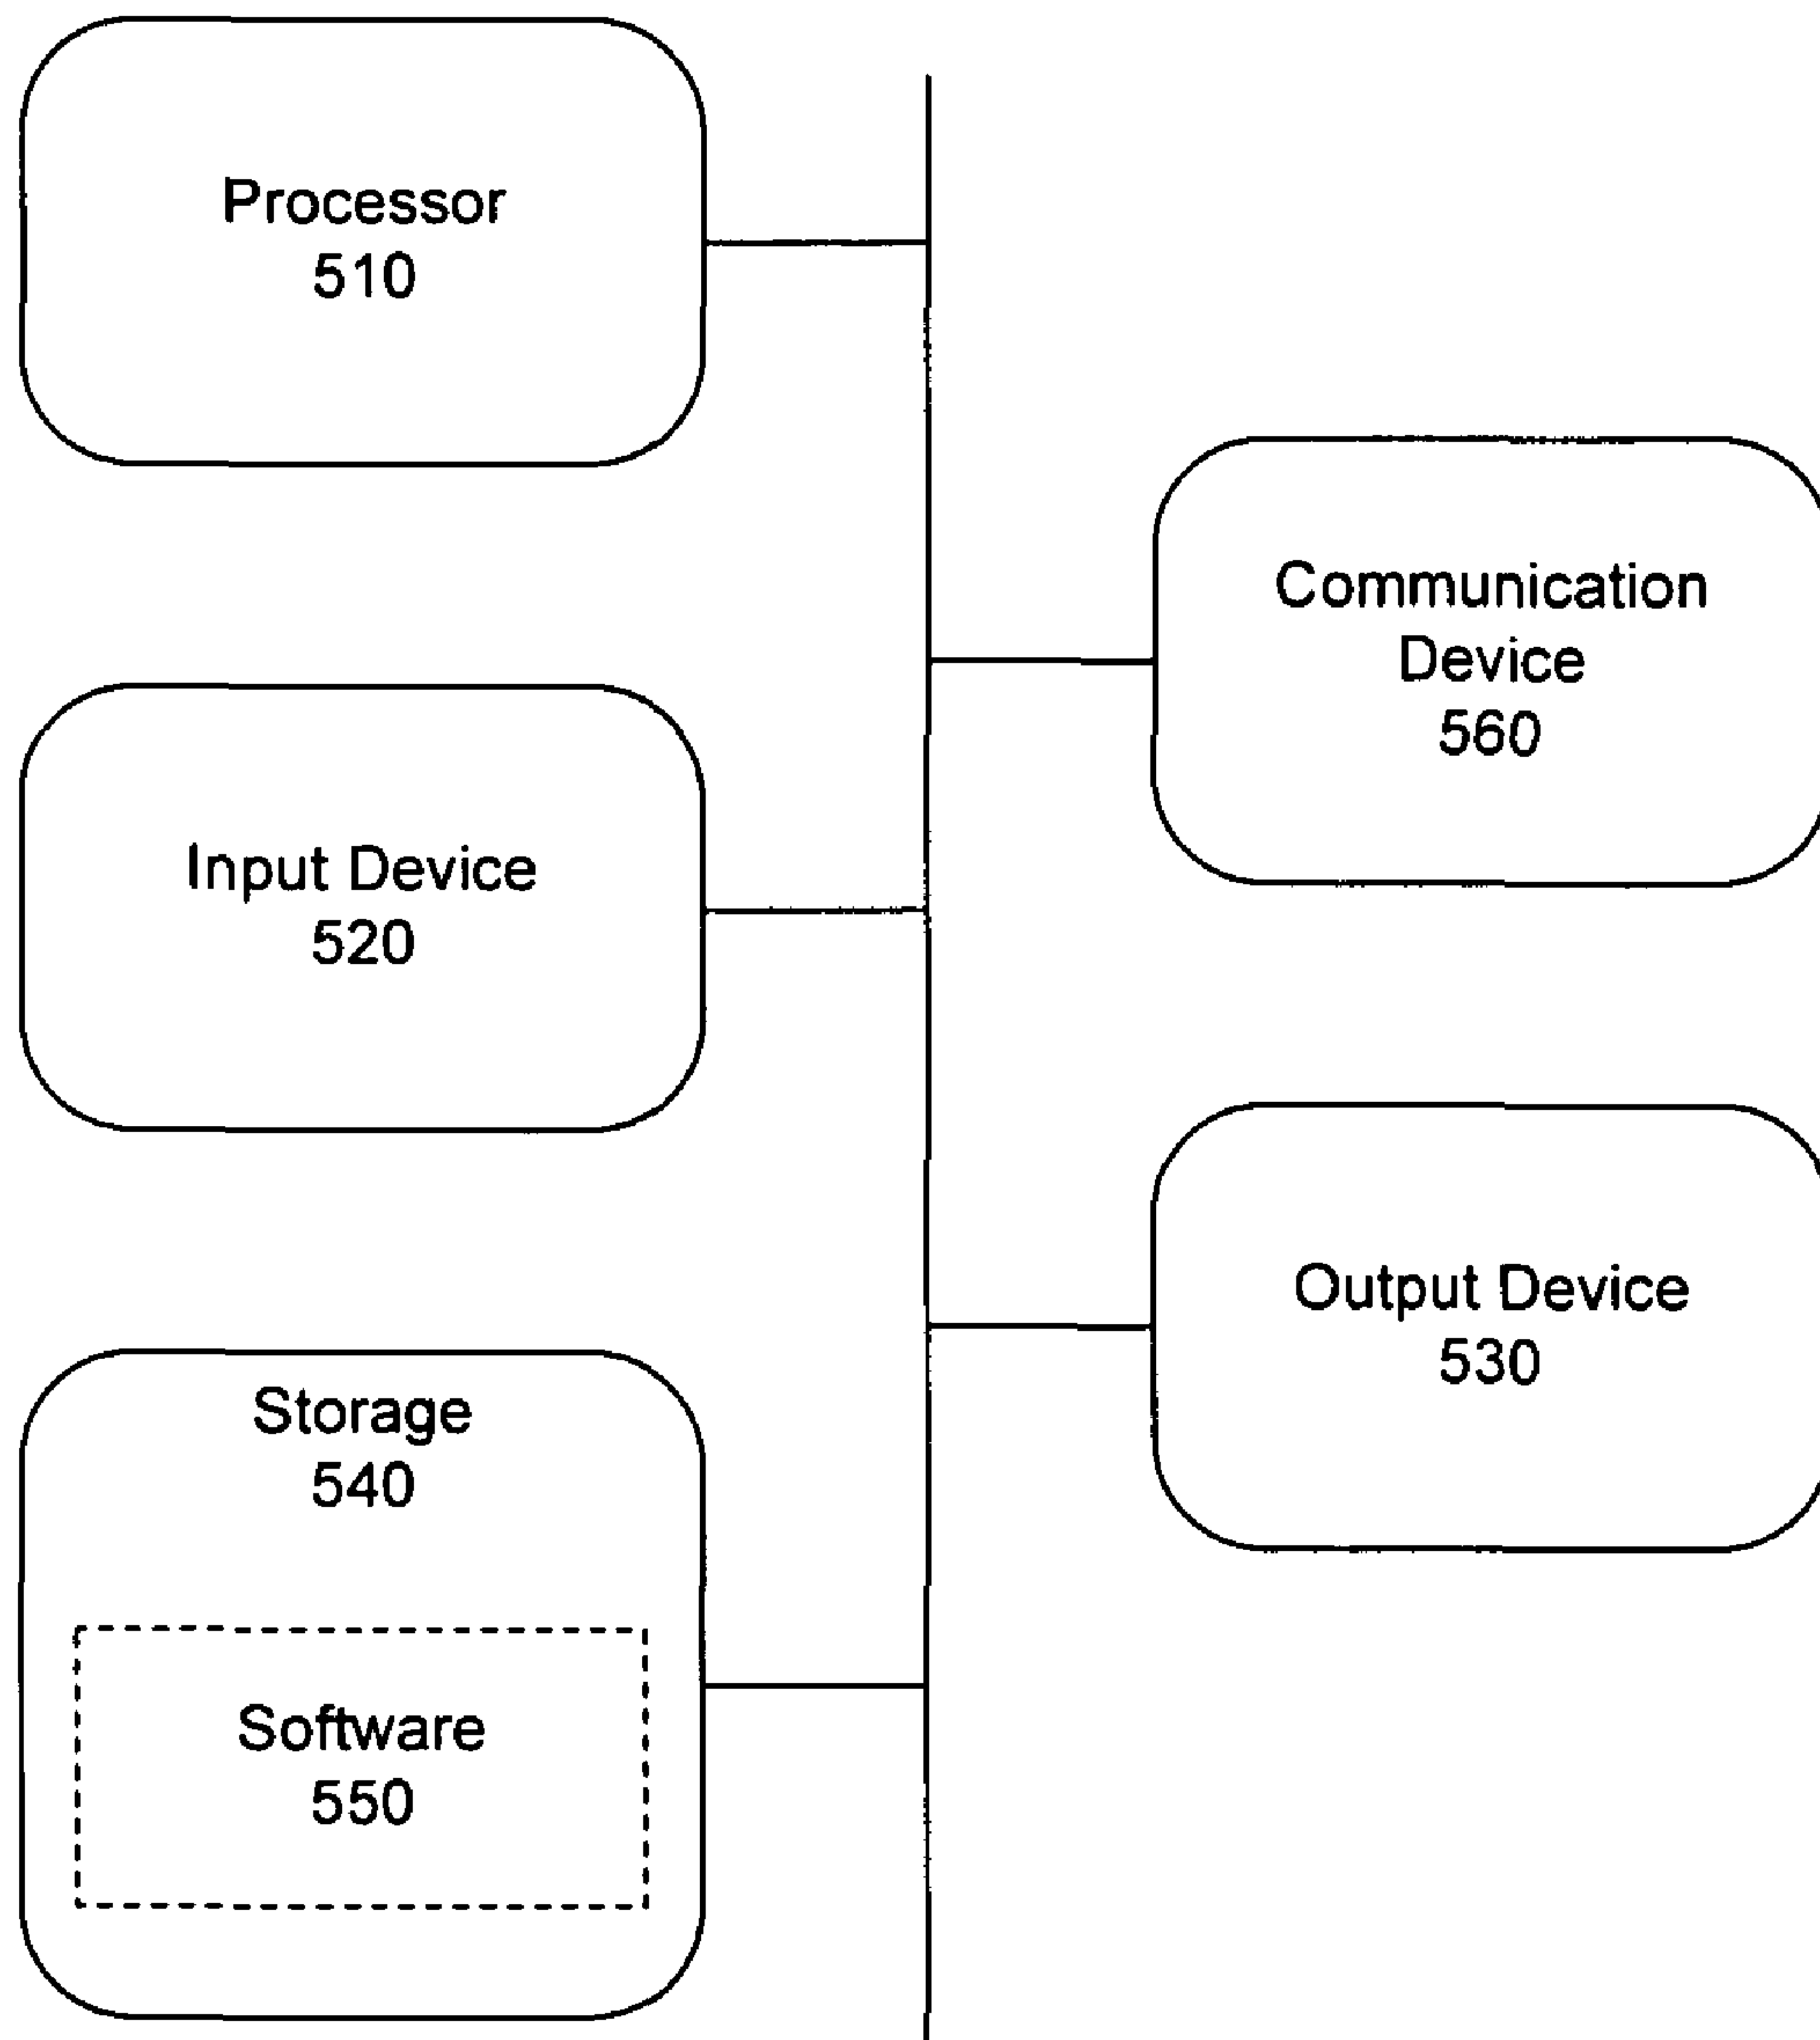 Processor
510
Communication
Device
560
Input Device
520
Output Device
530
Storage
540
Software
550